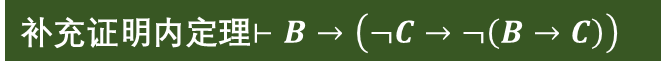 补充证明内定理⊢ B → (¬C → ¬(B → C))